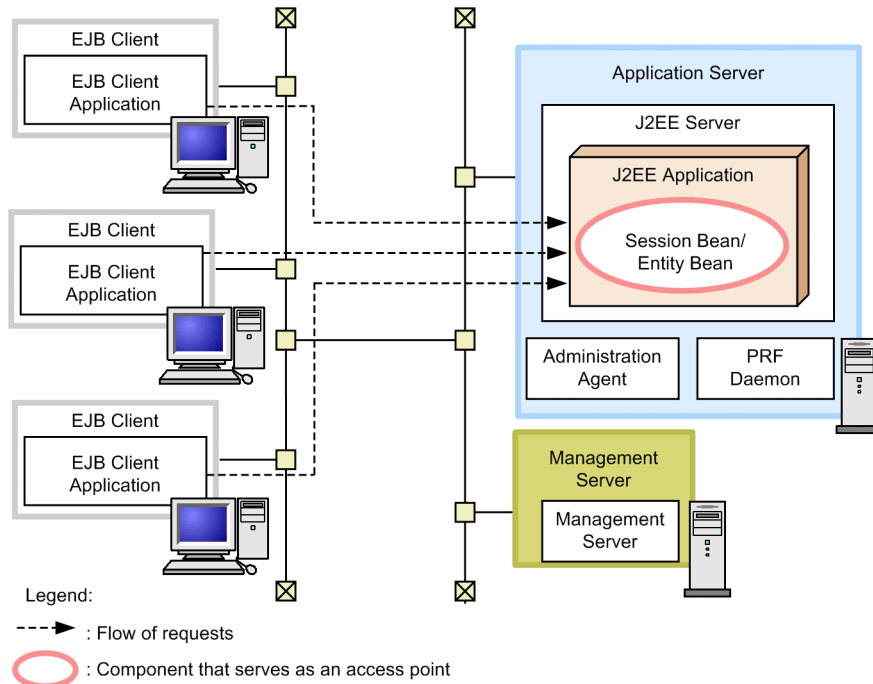 EJB Client
EJB Client
Application
EJB Client
EJB Client
Application
EJB Client
EJB Client
Application
Application Server
J2EE Server
J2EE Application
Session Bean/
Entity Bean
Administration
Agent
PRF
Daemon
Management
Server
Management
Server
Legend:
: Flow of requests
: Component that serves as an access point